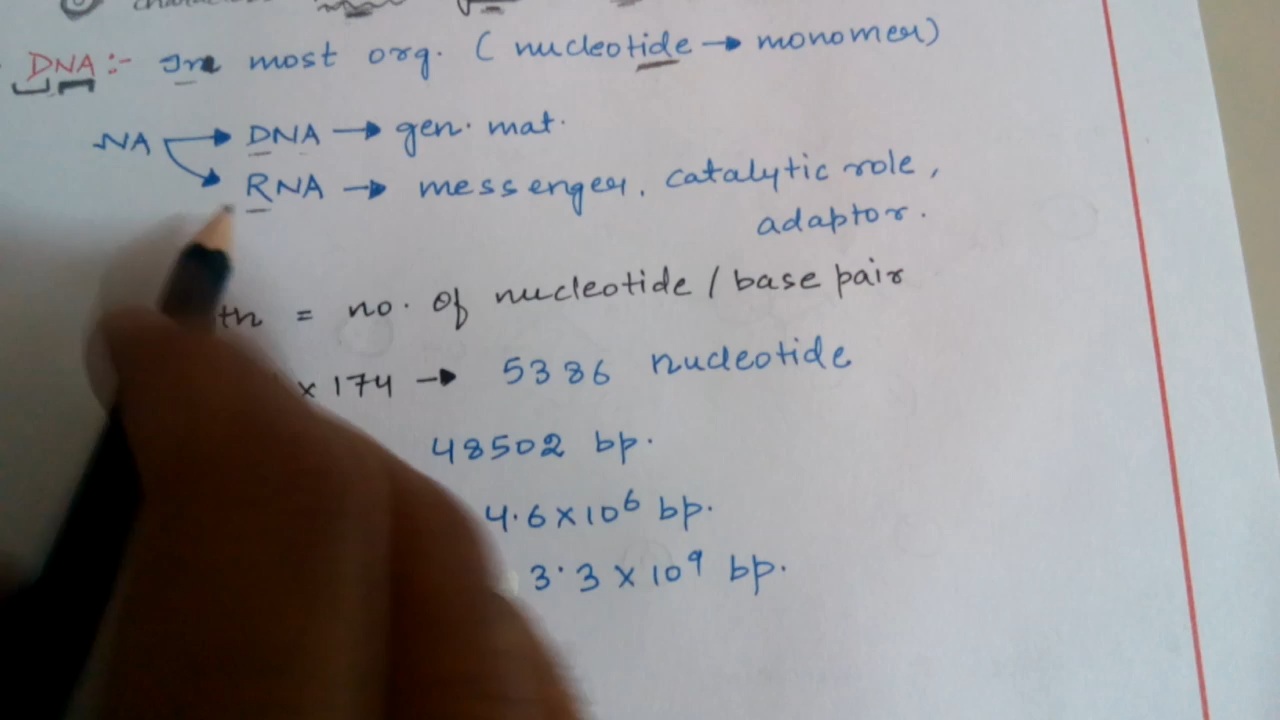 DNA :- In most org. ( nucleotide → monomer)
NA → DNA → gen. mat.
→ RNA → messenger. catalytic role,
adaptor.
th = no. of nucleotide / base pair
x 174 → 5386 nucleotide
48502 bp.
4.6 x 10⁶ bp.
3.3 x 10⁹ bp.